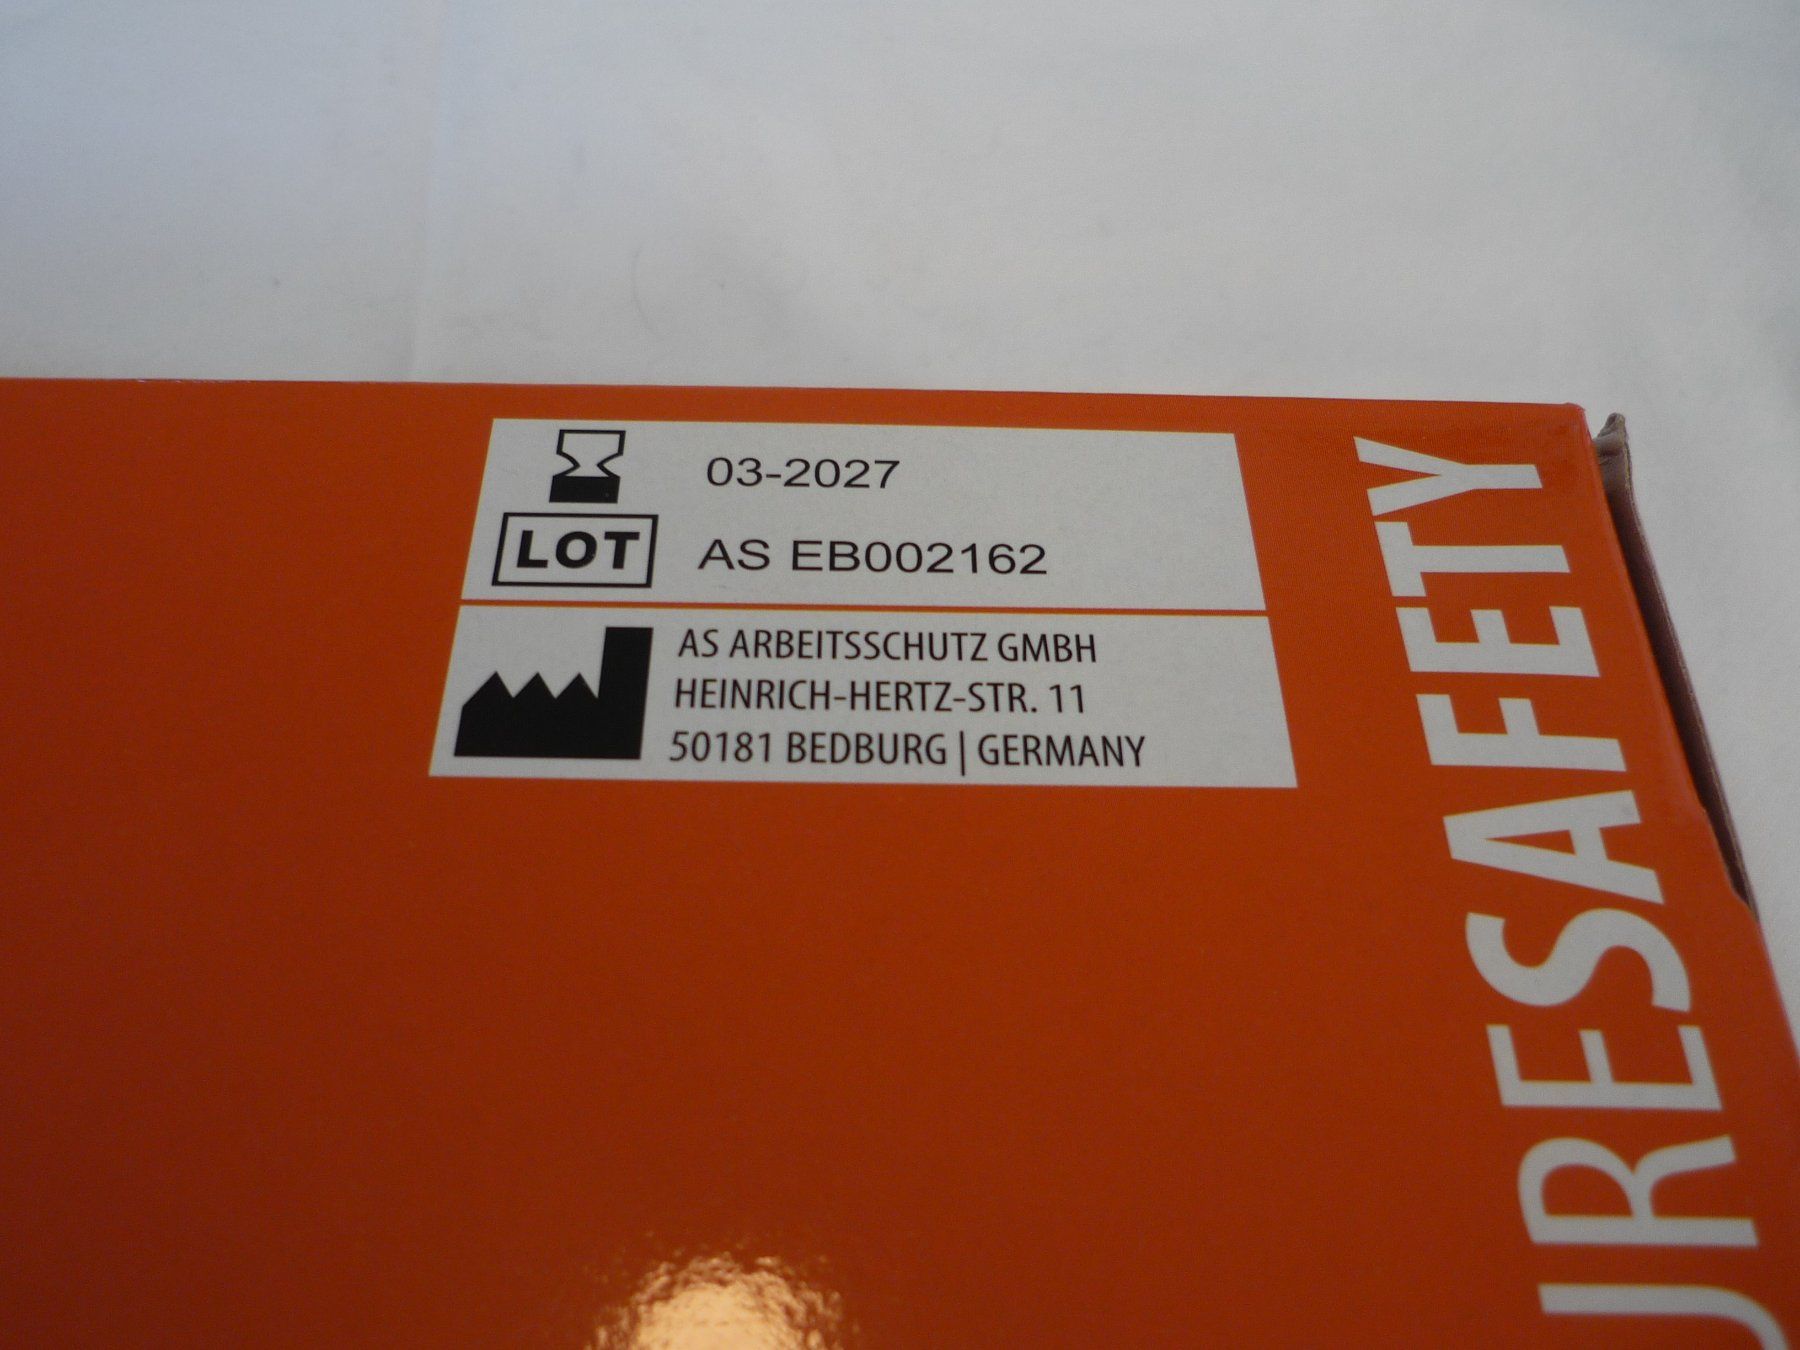 03-2027
LOT AS EB002162
AS ARBEITSSCHUTZ GMBH
HEINRICH-HERTZ-STR. 11
50181 BEDBURG | GERMANY
URESAFETY